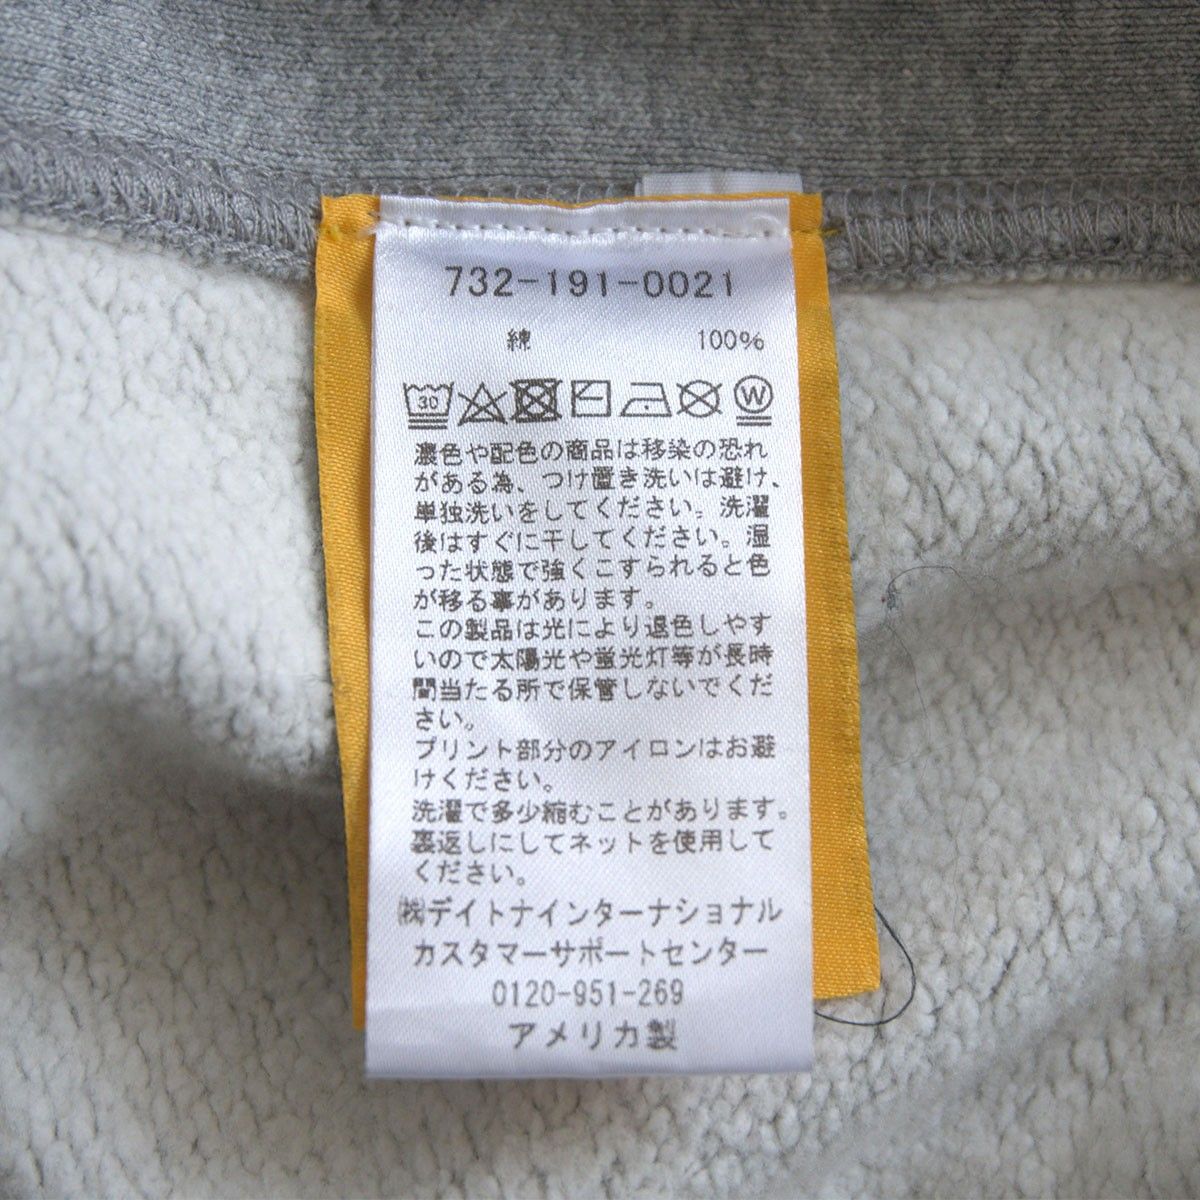 732-191-0021
綿 100%
30 W
濃色や配色の商品は移染の恐れ
がある為、つけ置き洗いは避け、
単独洗いをしてください。洗濯
後はすぐに干してください。湿
った状態で強くこすられると色
が移る事があります。
この製品は光により退色しやす
いので太陽光や蛍光灯等が長時
間当たる所で保管しないでくだ
さい。
プリント部分のアイロンはお避
けください。
洗濯で多少縮むことがあります。
裏返しにしてネットを使用して
ください。
㈱デイトナインターナショナル
カスタマーサポートセンター
0120-951-269
アメリカ製